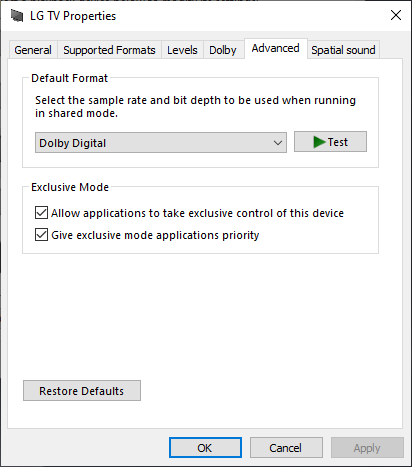 LG TV Properties
General Supported Formats Levels Dolby Advanced Spatial sound
Default Format
Select the sample rate and bit depth to be used when running
in shared mode.
Dolby Digital Test
Exclusive Mode
Allow applications to take exclusive control of this device
Give exclusive mode applications priority
Restore Defaults
OK Cancel Apply